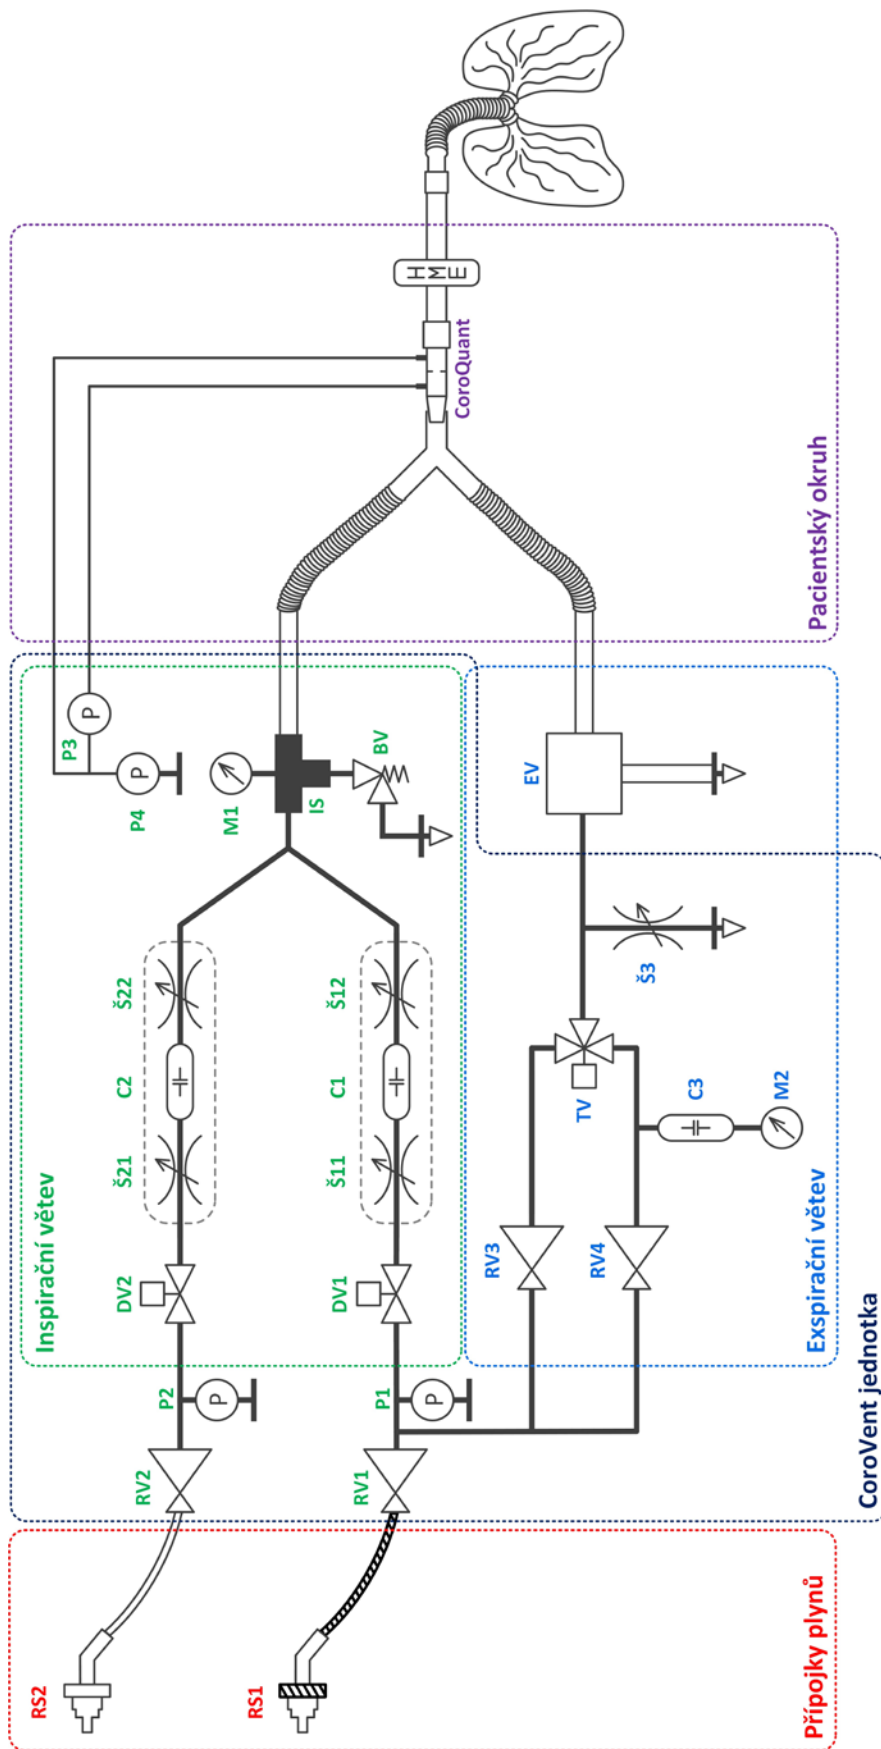 Přípojky plynů
RS2
RS1
CoroVent jednotka
RV2
RV1
P2
P1
Inspirační větev
DV2
DV1
Š21
C2
Š22
Š11
C1
Š12
M1
IS
BV
P4
P3
P
P
P
P
Exspirační větev
RV3
RV4
TV
C3
M2
Š3
EV
Pacientský okruh
CoroQuant
HME